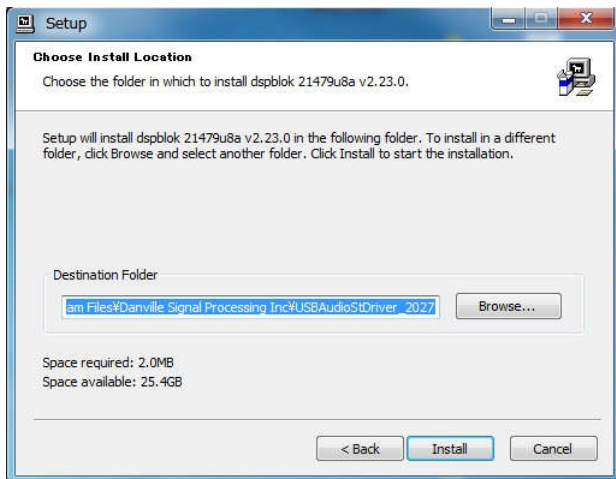 Setup
Choose Install Location
Choose the folder in which to install dspblok 21479u8a v2.23.0.
Setup will install dspblok 21479u8a v2.23.0 in the following folder. To install in a different
folder, click Browse and select another folder. Click Install to start the installation.
Destination Folder
am Files¥Danville Signal Processing Inc¥USBAudioStDriver_2027
Browse...
Space required: 2.0MB
Space available: 25.4GB
< Back
Install
Cancel